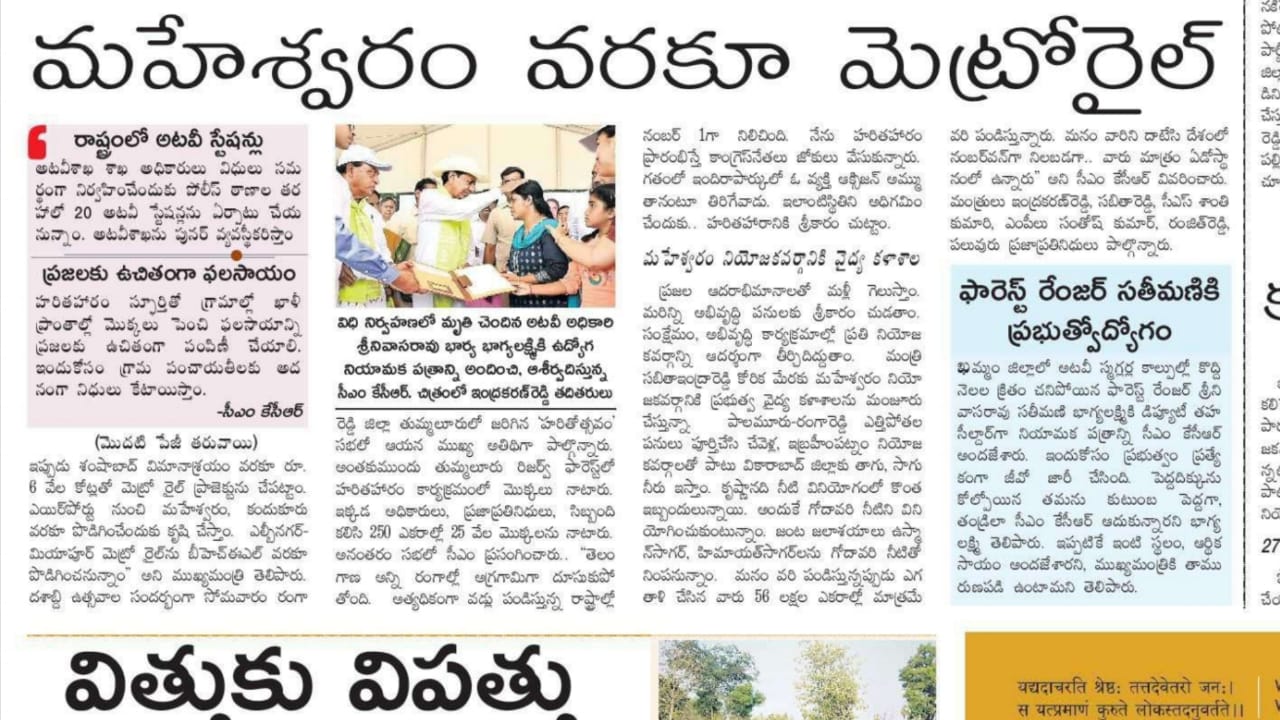 మహేశ్వరం వరకూ మెట్రోరైల్
రాష్ట్రంలో అటవీ స్టేషన్లు
అటవీశాఖ శాఖ అధికారులు విధులు సమ
ర్థంగా నిర్వహించేందుకు పోలీస్ ఠాణాల తర
హాలో 20 అటవీ స్టేషన్లను ఏర్పాటు చేయ
నున్నాం. అటవీశాఖను పునర్ వ్యవస్థీకరిస్తాం
ప్రజలకు ఉచితంగా ఫలసాయం
హరితహారం స్ఫూర్తితో గ్రామాల్లో ఖాళీ
ప్రాంతాల్లో మొక్కలు పెంచి ఫలసాయాన్ని
ప్రజలకు ఉచితంగా పంపిణీ చేయాలి.
ఇందుకోసం గ్రామ పంచాయతీలకు అద
నంగా నిధులు కేటాయిస్తాం.
-సీఎం కేసీఆర్
(మొదటి పేజీ తరువాయి)
ఇప్పుడు శంషాబాద్ విమానాశ్రయం వరకూ రూ.
6 వేల కోట్లతో మెట్రో రైల్ ప్రాజెక్టును చేపట్టాం.
ఎయిర్‌పోర్టు నుంచి మహేశ్వరం, కందుకూరు
వరకూ పొడిగించేందుకు కృషి చేస్తాం. ఎల్బీనగర్-
మియాపూర్ మెట్రో రైల్‌ను బీహెచ్ఈఎల్ వరకూ
పొడిగించనున్నాం” అని ముఖ్యమంత్రి తెలిపారు.
దశాబ్ది ఉత్సవాల సందర్భంగా సోమవారం రంగా
విధి నిర్వహణలో మృతి చెందిన అటవీ అధికారి
శ్రీనివాసరావు భార్య భాగ్యలక్ష్మికి ఉద్యోగ
నియామక పత్రాన్ని అందించి, ఆశీర్వదిస్తున్న
సీఎం కేసీఆర్. చిత్రంలో ఇంద్రకరణ్‌రెడ్డి తదితరులు
రెడ్డి జిల్లా తుమ్మలూరులో జరిగిన ‘హరితోత్సవం’
సభలో ఆయన ముఖ్య అతిథిగా పాల్గొన్నారు.
అంతకుముందు తుమ్మలూరు రిజర్వ్ ఫారెస్ట్‌లో
హరితహారం కార్యక్రమంలో మొక్కలు నాటారు.
ఇక్కడ అధికారులు, ప్రజాప్రతినిధులు, సిబ్బంది
కలిసి 250 ఎకరాల్లో 25 వేల మొక్కలను నాటారు.
అనంతరం సభలో సీఎం ప్రసంగించారు.. “తెలం
గాణ అన్ని రంగాల్లో అగ్రగామిగా దూసుకుపో
తోంది. అత్యధికంగా వడ్లు పండిస్తున్న రాష్ట్రాల్లో
నంబర్ 1గా నిలిచింది. నేను హరితహారం
ప్రారంభిస్తే కాంగ్రెస్‌నేతలు జోకులు వేసుకున్నారు.
గతంలో ఇందిరాపార్కులో ఓ వ్యక్తి ఆక్సిజన్ అమ్ము
తానంటూ తిరిగేవాడు. ఇలాంటిస్థితిని అధిగమిం
చేందుకు.. హరితహారానికి శ్రీకారం చుట్టాం.
మహేశ్వరం నియోజకవర్గానికి వైద్య కళాశాల
ప్రజల ఆదరాభిమానాలతో మళ్లీ గెలుస్తాం.
మరిన్ని అభివృద్ధి పనులకు శ్రీకారం చుడతాం.
సంక్షేమం, అభివృద్ధి కార్యక్రమాల్లో ప్రతి నియోజ
కవర్గాన్ని ఆదర్శంగా తీర్చిదిద్దుతాం. మంత్రి
సబితాఇంద్రారెడ్డి కోరిక మేరకు మహేశ్వరం నియో
జకవర్గానికి ప్రభుత్వ వైద్య కళాశాలను మంజూరు
చేస్తున్నా. పాలమూరు-రంగారెడ్డి ఎత్తిపోతల
పనులు పూర్తిచేసి చేవెళ్ల, ఇబ్రహీంపట్నం నియోజ
కవర్గాలతో పాటు వికారాబాద్ జిల్లాకు తాగు, సాగు
నీరు ఇస్తాం. కృష్ణానది నీటి వినియోగంలో కొంత
ఇబ్బందులున్నాయి. అందుకే గోదావరి నీటిని విని
యోగించుకుంటున్నాం. జంట జలాశయాలు ఉస్మా
న్‌సాగర్, హిమాయత్‌సాగర్‌లను గోదావరి నీటితో
నింపనున్నాం. మనం వరి పండిస్తున్నప్పుడు ఎగ
తాళి చేసిన వారు 56 లక్షల ఎకరాల్లో మాత్రమే
వరి పండిస్తున్నారు. మనం వారిని దాటేసి దేశంలో
నంబర్‌వన్‌గా నిలబడగా.. వారు మాత్రం ఏడోస్థా
నంలో ఉన్నారు” అని సీఎం కేసీఆర్ వివరించారు.
మంత్రులు ఇంద్రకరణ్‌రెడ్డి, సబితారెడ్డి, సీఎస్ శాంతి
కుమారి, ఎంపీలు సంతోష్ కుమార్, రంజిత్‌రెడ్డి,
పలువురు ప్రజాప్రతినిధులు పాల్గొన్నారు.
ఫారెస్ట్ రేంజర్ సతీమణికి
ప్రభుత్వోద్యోగం
ఖమ్మం జిల్లాలో అటవీ స్మగ్లర్ల కాల్పుల్లో కొద్ది
నెలల క్రితం చనిపోయిన ఫారెస్ట్ రేంజర్ శ్రీని
వాసరావు సతీమణి భాగ్యలక్ష్మికి డిప్యూటీ తహ
సీల్దార్‌గా నియామక పత్రాన్ని సీఎం కేసీఆర్
అందజేశారు. ఇందుకోసం ప్రభుత్వం ప్రత్యే
కంగా జీవో జారీ చేసింది. పెద్దదిక్కును
కోల్పోయిన తమను కుటుంబ పెద్దగా,
తండ్రిలా సీఎం కేసీఆర్ ఆదుకున్నారని భాగ్య
లక్ష్మి తెలిపారు. ఇప్పటికే ఇంటి స్థలం, ఆర్థిక
సాయం అందజేశారని, ముఖ్యమంత్రికి తాము
రుణపడి ఉంటామని తెలిపారు.
విత్తుకు విపత్తు
यद्यदाचरति श्रेष्ठः तत्तदेवेतरो जनः।
स यत्प्रमाणं कुरुते लोकस्तदनुवर्तते।।
27